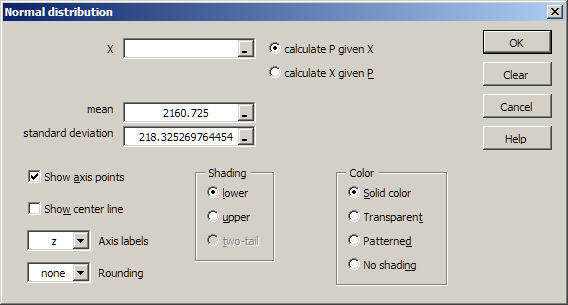 Normal distribution
X
calculate P given X
OK
calculate X given P
Clear
mean 2160.725
Cancel
standard deviation 218.325269764454
Help
Show axis points
Show center line
z Axis labels
none Rounding
Shading
lower
upper
two-tail
Color
Solid color
Transparent
Patterned
No shading